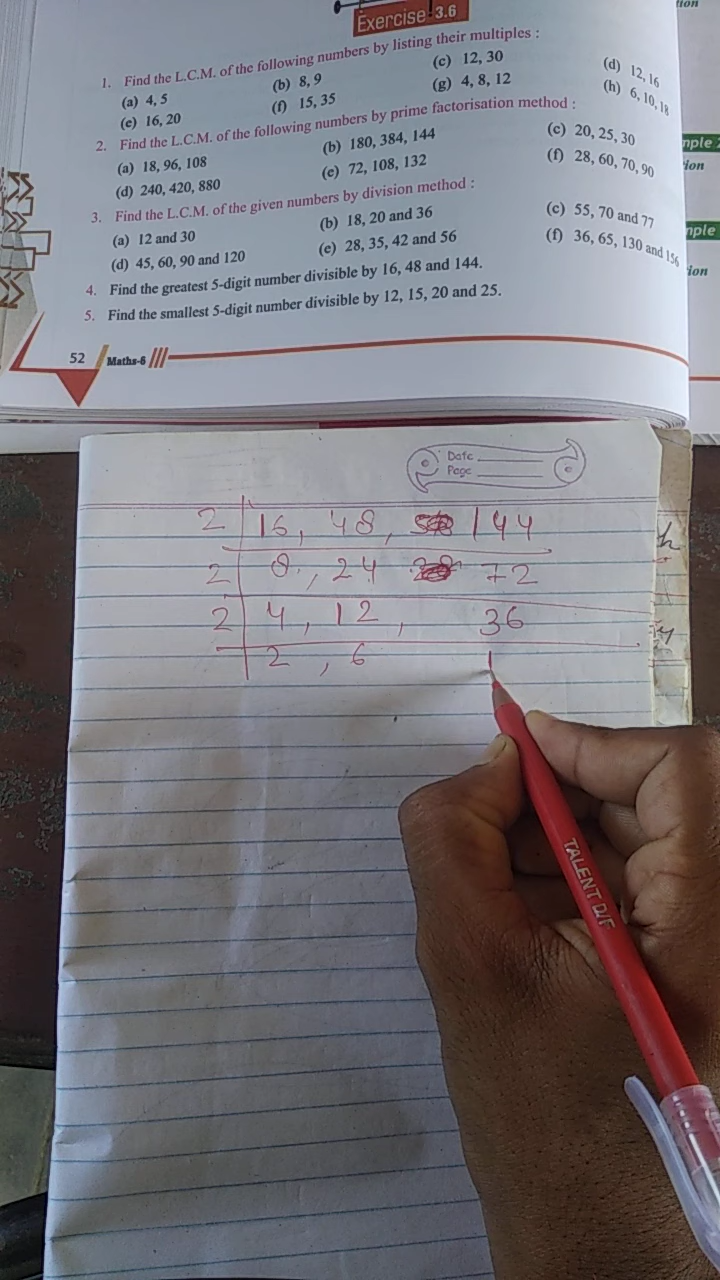 Exercise 3.6
1. Find the L.C.M. of the following numbers by listing their multiples :
(a) 4, 5 (b) 8, 9 (c) 12, 30 (d) 12, 16
(e) 16, 20 (f) 15, 35 (g) 4, 8, 12 (h) 6, 10, 18
2. Find the L.C.M. of the following numbers by prime factorisation method :
(a) 18, 96, 108 (b) 180, 384, 144 (c) 20, 25, 30
(d) 240, 420, 880 (e) 72, 108, 132 (f) 28, 60, 70, 90
3. Find the L.C.M. of the given numbers by division method :
(a) 12 and 30 (b) 18, 20 and 36 (c) 55, 70 and 77
(d) 45, 60, 90 and 120 (e) 28, 35, 42 and 56 (f) 36, 65, 130 and 156
4. Find the greatest 5-digit number divisible by 16, 48 and 144.
5. Find the smallest 5-digit number divisible by 12, 15, 20 and 25.
52 Maths-6
tion
mple
ion
mple
ion
Date
Page
2 16, 48, 144
2 8, 24 72
2 4, 12, 36
2, 6 1
TALENT D/F